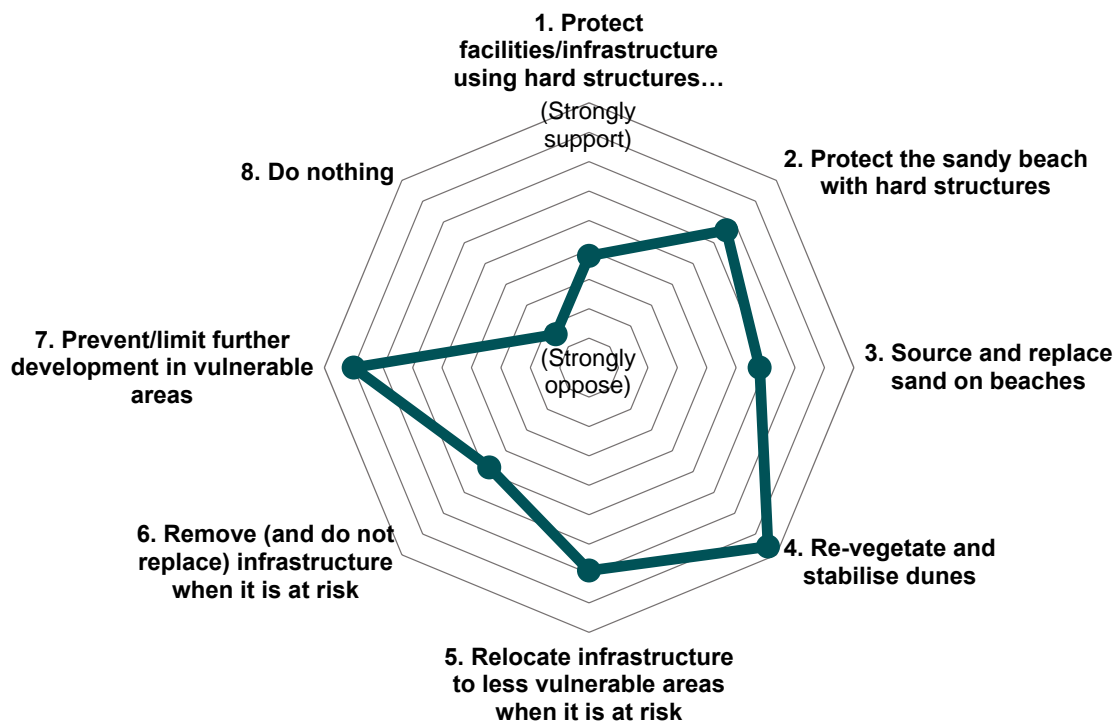 1. Protect
facilities/infrastructure
using hard structures…
(Strongly
support)
2. Protect the sandy beach
with hard structures
3. Source and replace
sand on beaches
4. Re-vegetate and
stabilise dunes
5. Relocate infrastructure
to less vulnerable areas
when it is at risk
6. Remove (and do not
replace) infrastructure
when it is at risk
7. Prevent/limit further
development in vulnerable
areas
8. Do nothing
(Strongly
oppose)